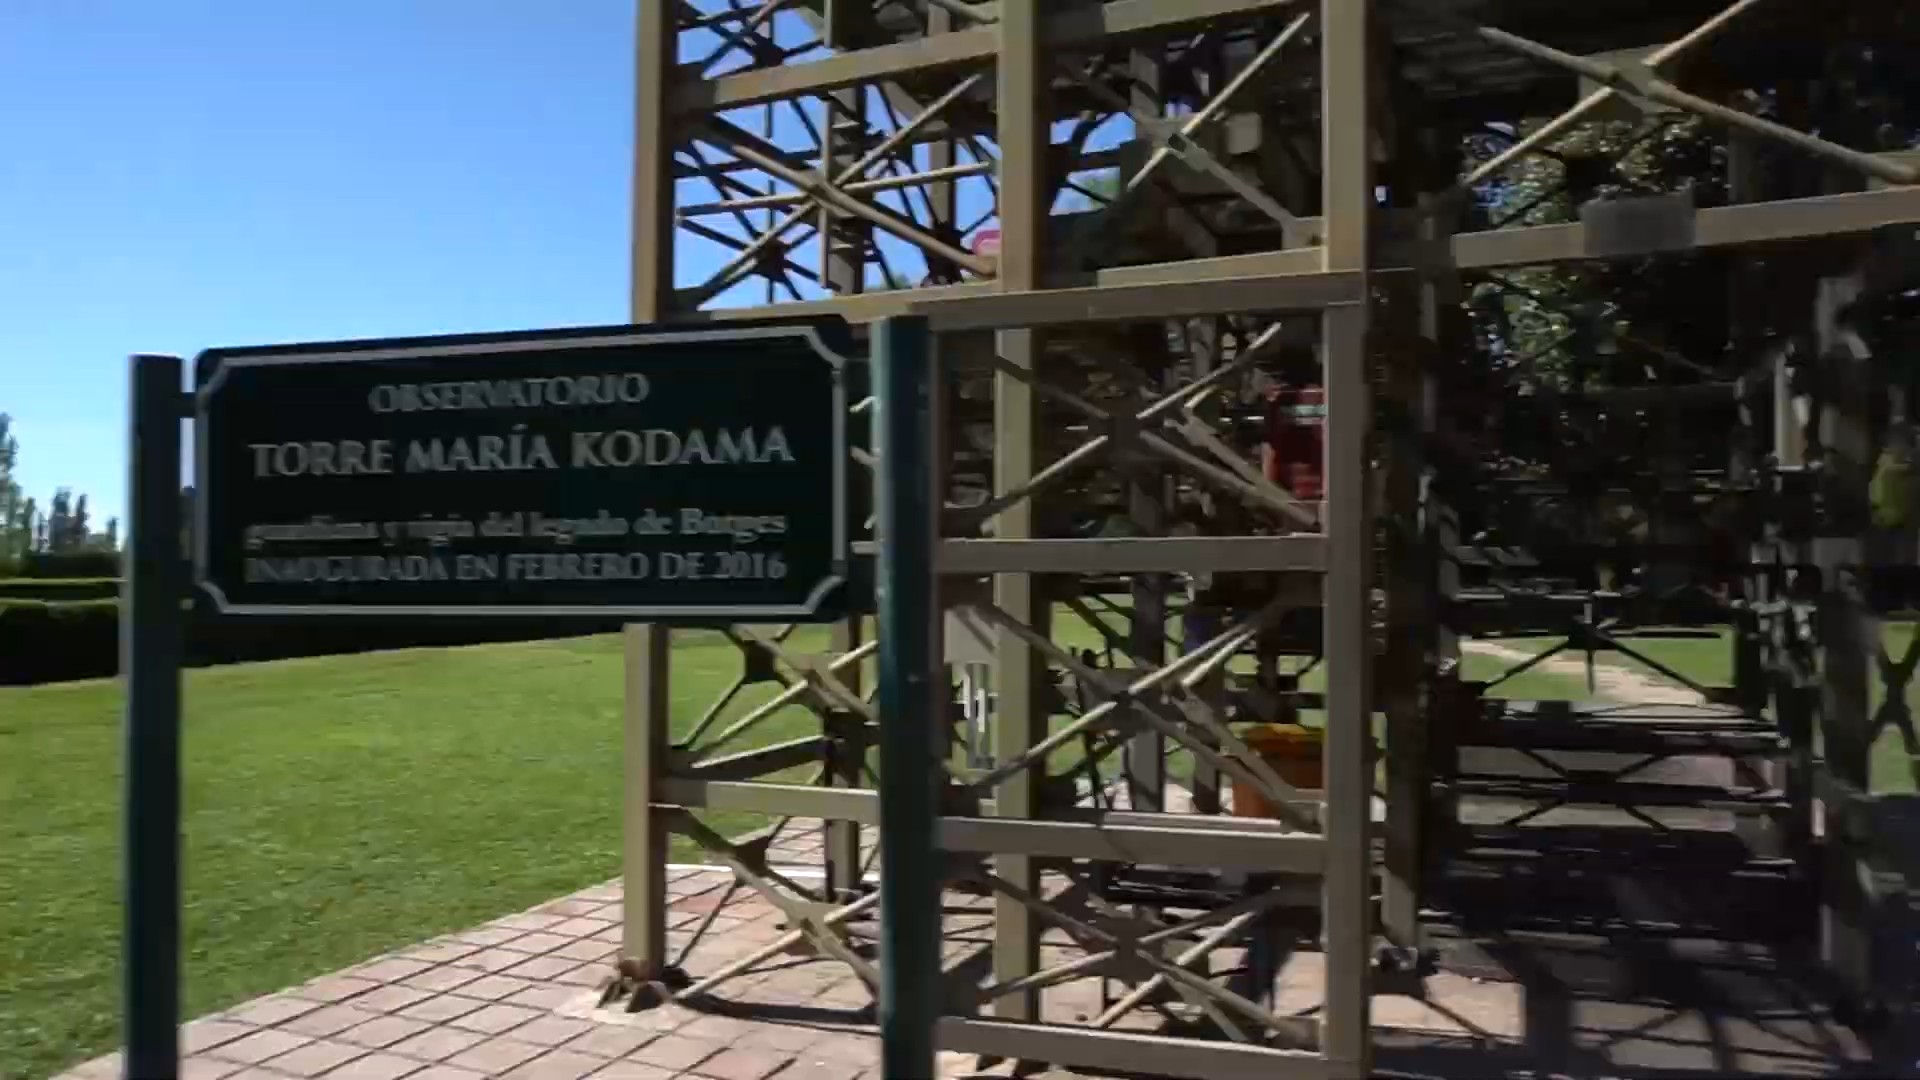 OBSERVATORIO
TORRE MARÍA KODAMA
guardiana y vigía del legado de Borges
INAUGURADA EN FEBRERO DE 2016